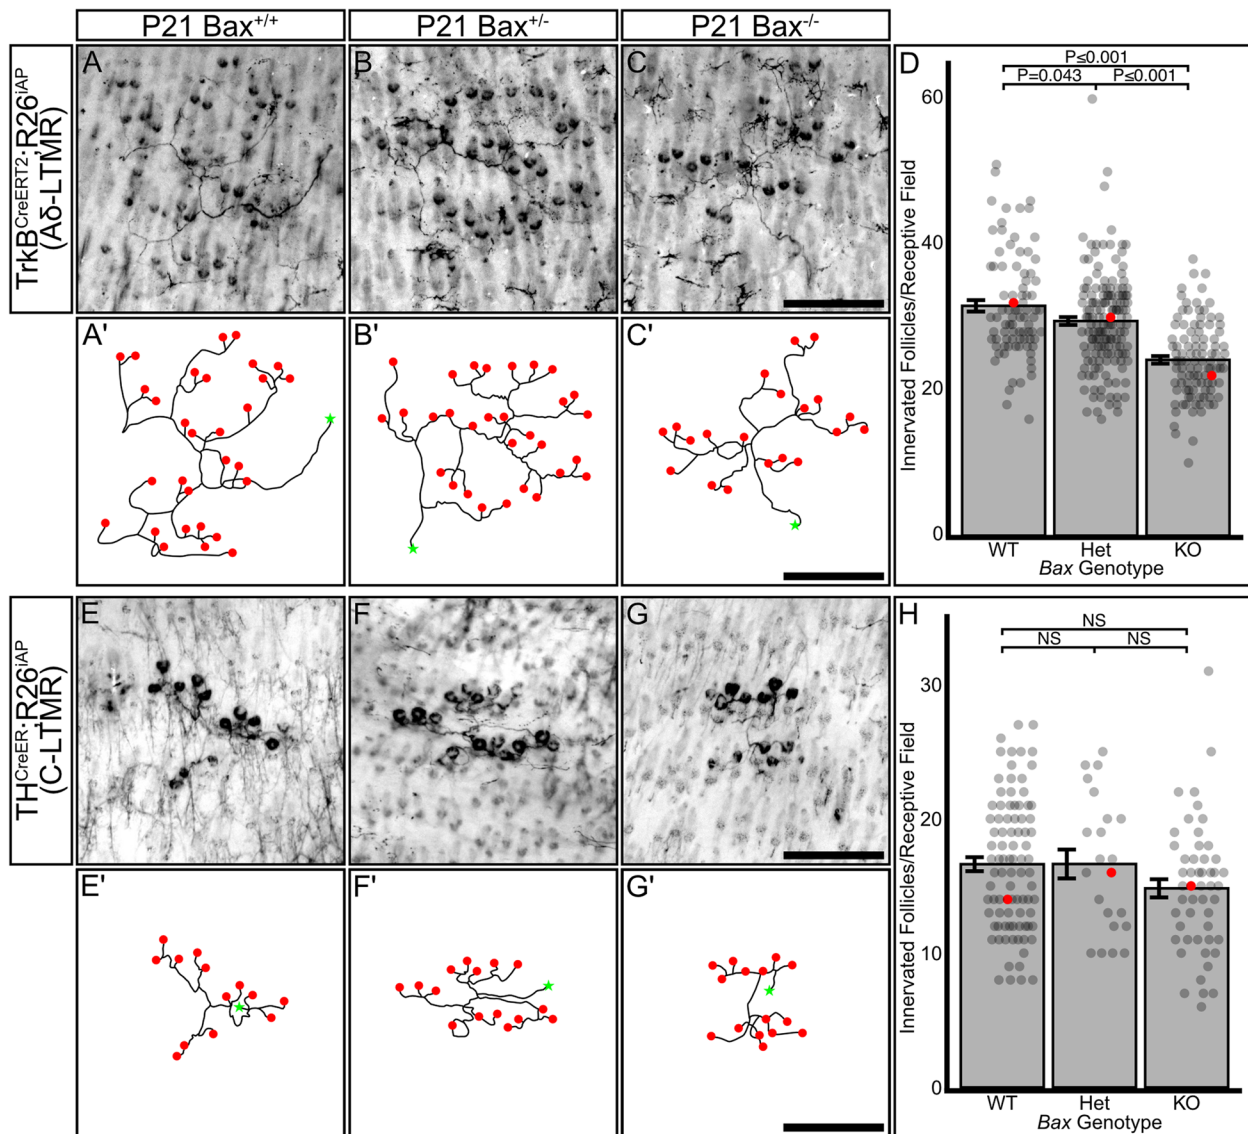 P21 Bax+/+
P21 Bax+/-
P21 Bax-/-
TrkBCreERT2;R26iAP
(Aδ-LTMR)
A
B
C
D
P≤0.001
P=0.043
P≤0.001
60
40
20
0
Innervated Follicles/Receptive Field
WT
Het
KO
Bax Genotype
A'
B'
C'
THCreER;R26iAP
(C-LTMR)
E
F
G
H
NS
NS
NS
30
20
10
0
Innervated Follicles/Receptive Field
WT
Het
KO
Bax Genotype
E'
F'
G'